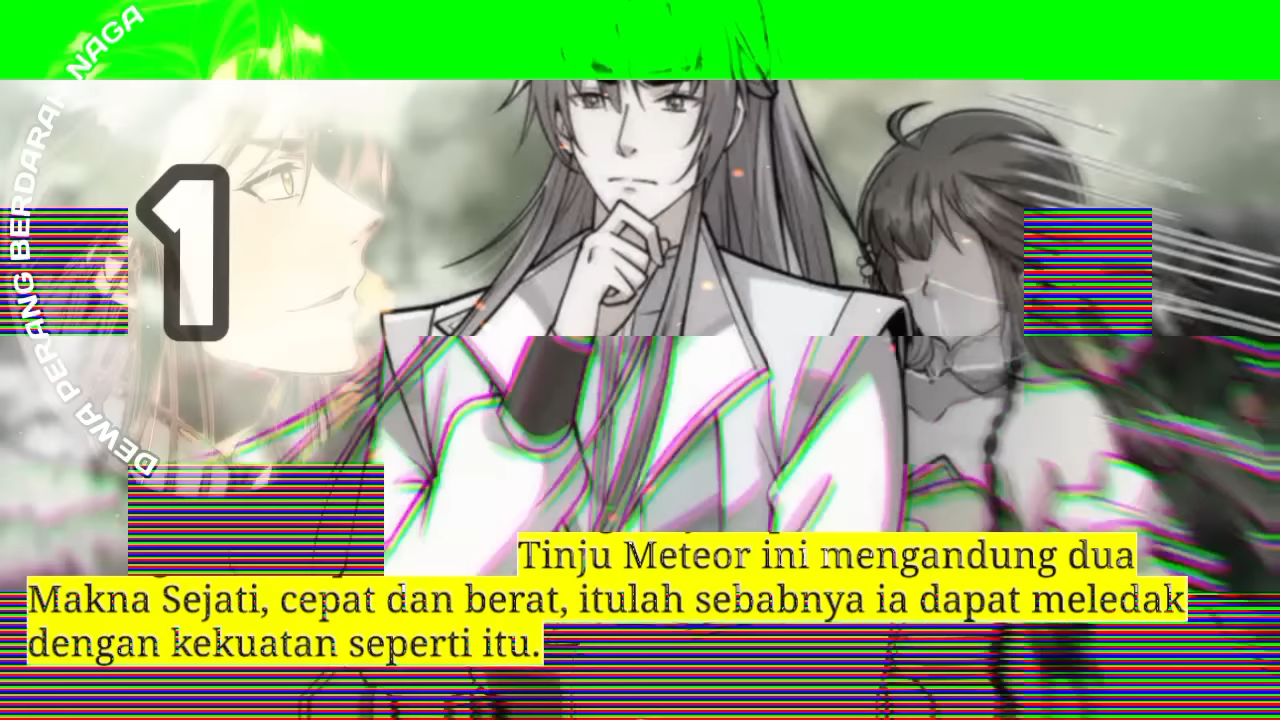 DEWA PERANG BERDARAH NAGA
1
Tinju Meteor ini mengandung dua
Makna Sejati, cepat dan berat, itulah sebabnya ia dapat meledak
dengan kekuatan seperti itu.